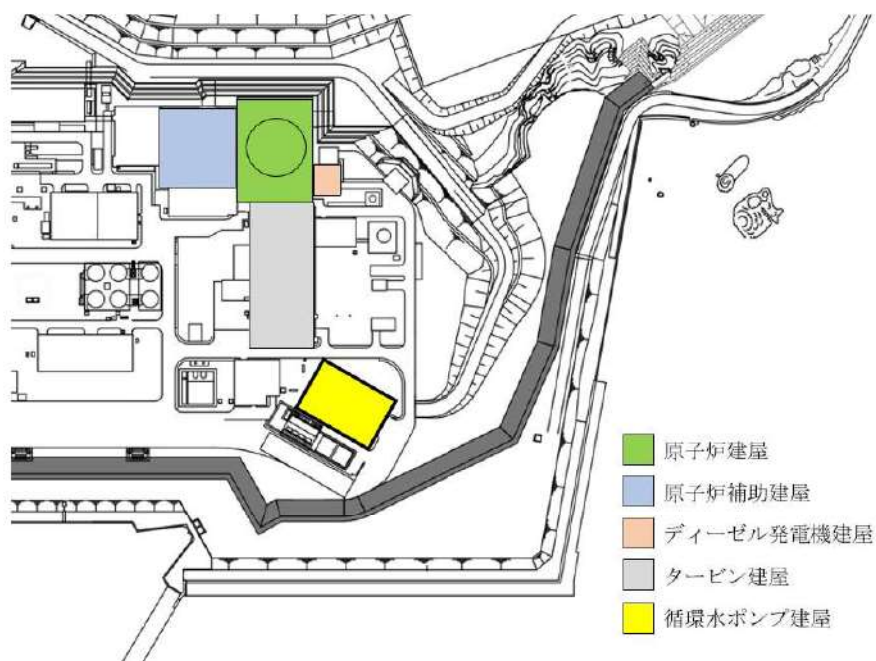 原子炉建屋
原子炉補助建屋
ディーゼル発電機建屋
タービン建屋
循環水ポンプ建屋